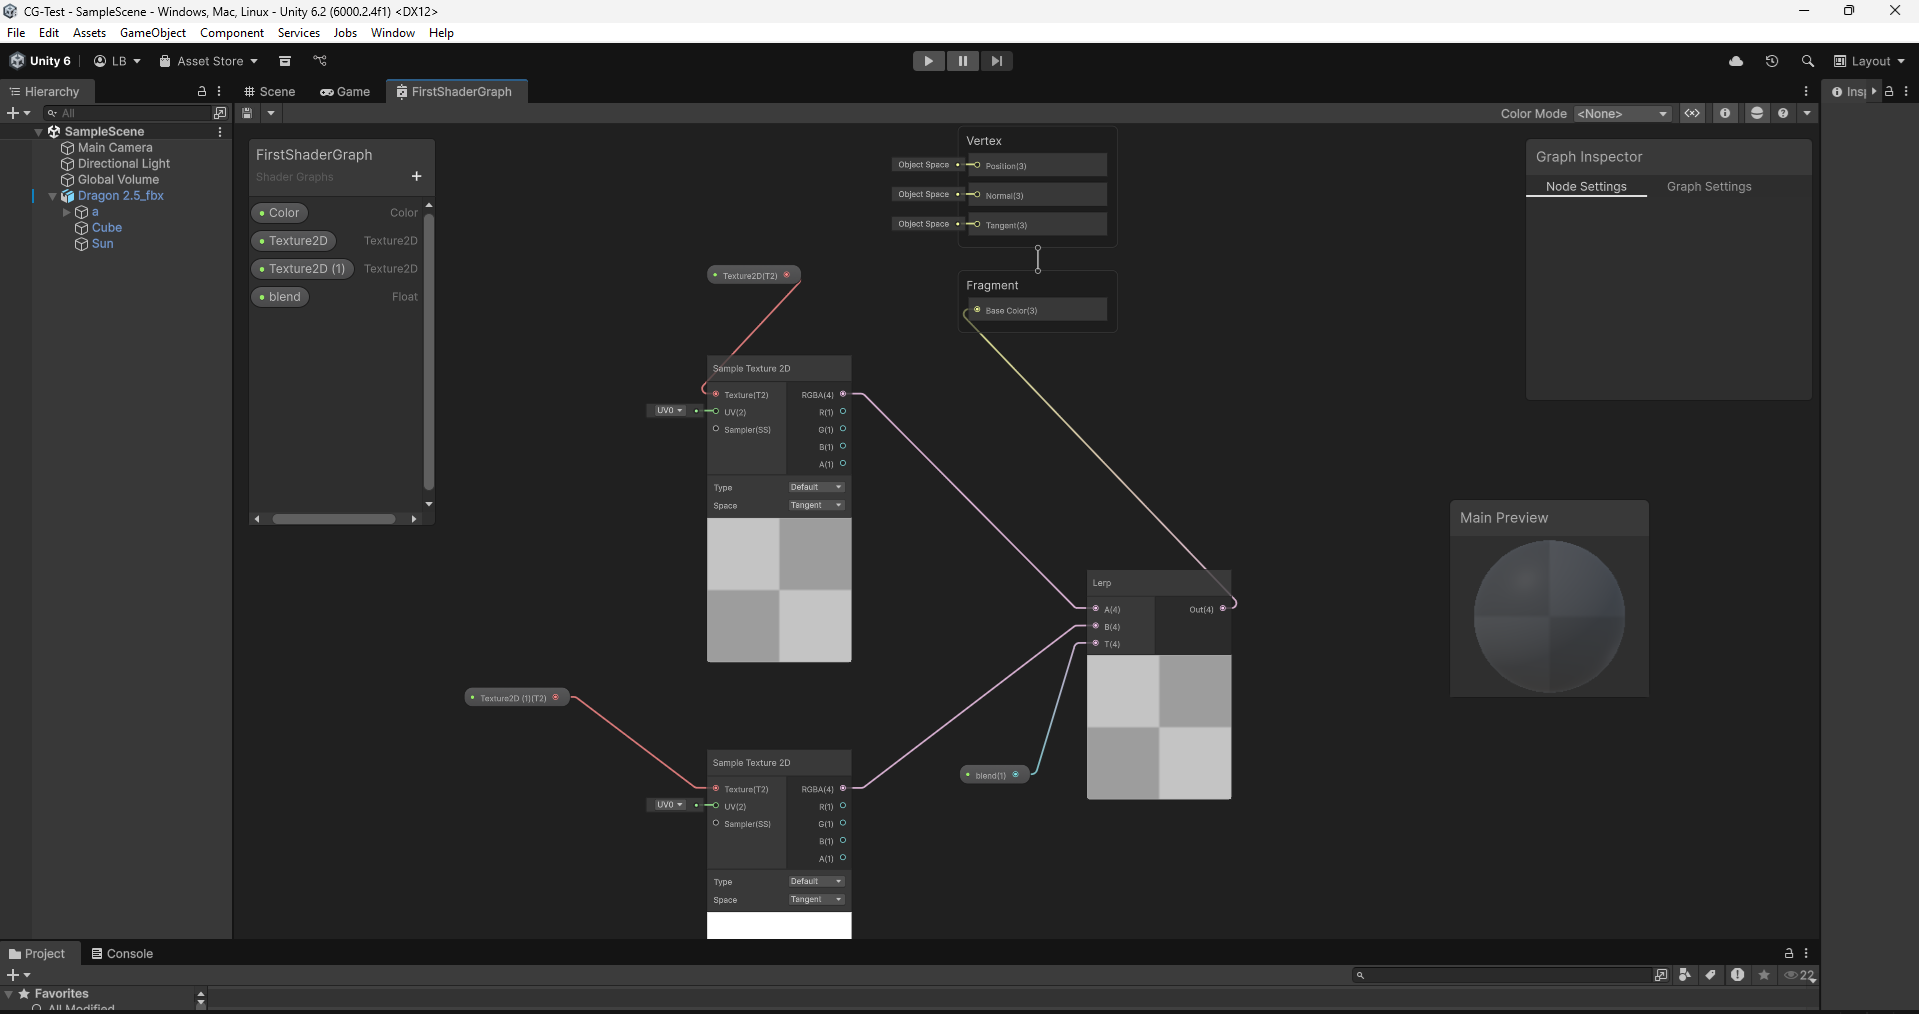 CG-Test - SampleScene - Windows, Mac, Linux - Unity 6.2 (6000.2.4f1) <DX12>
File Edit Assets GameObject Component Services Jobs Window Help
Unity 6 LB Asset Store Layout
Hierarchy Scene Game FirstShaderGraph
All Color Mode <None>
SampleScene
Main Camera
Directional Light
Global Volume
Dragon 2.5_fbx
a
Cube
Sun
FirstShaderGraph
Shader Graphs
Color Color
Texture2D Texture2D
Texture2D (1) Texture2D
blend Float
Vertex
Object Space Position(3)
Object Space Normal(3)
Object Space Tangent(3)
Fragment
Base Color(3)
Graph Inspector
Node Settings Graph Settings
Texture2D(T2)
Sample Texture 2D
Texture(T2) RGBA(4)
UV0 UV(2) R(1)
Sampler(SS) G(1)
B(1)
A(1)
Type Default
Space Tangent
Main Preview
Lerp
A(4) Out(4)
B(4)
T(4)
Texture2D (1)(T2)
blend(1)
Sample Texture 2D
Texture(T2) RGBA(4)
UV0 UV(2) R(1)
Sampler(SS) G(1)
B(1)
A(1)
Type Default
Space Tangent
Project Console
22
Favorites
All Modified